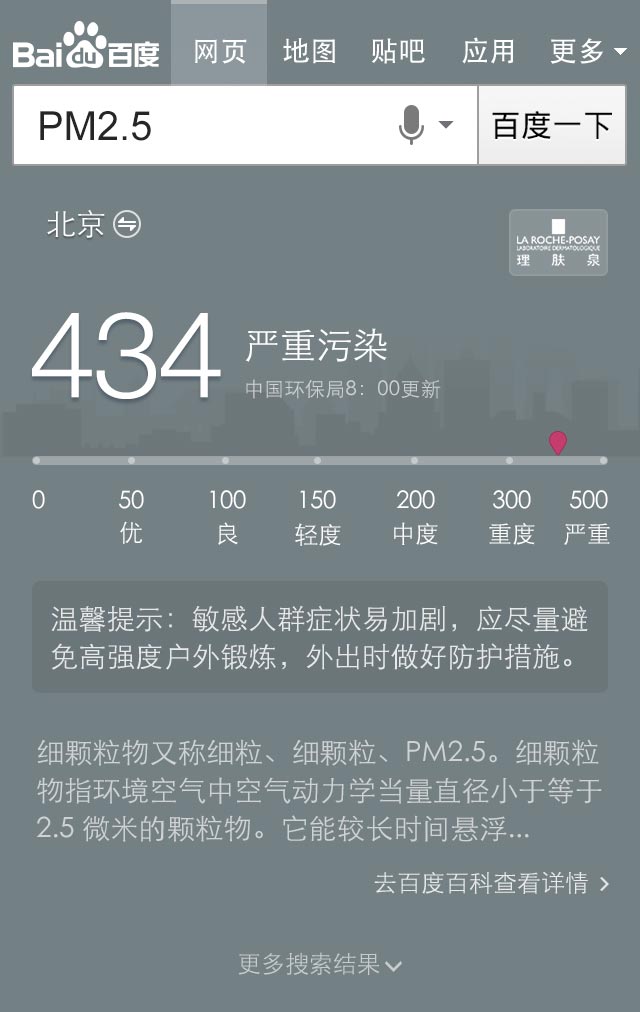 Bai du 百度
网页 地图 贴吧 应用 更多
PM2.5 百度一下
北京
LA ROCHE-POSAY
LABORATOIRE DERMATOLOGIQUE
理肤泉
434 严重污染
中国环保局8：00更新
0 50 100 150 200 300 500
优 良 轻度 中度 重度 严重
温馨提示：敏感人群症状易加剧，应尽量避
免高强度户外锻炼，外出时做好防护措施。
细颗粒物又称细粒、细颗粒、PM2.5。细颗粒
物指环境空气中空气动力学当量直径小于等于
2.5 微米的颗粒物。它能较长时间悬浮...
去百度百科查看详情 >
更多搜索结果